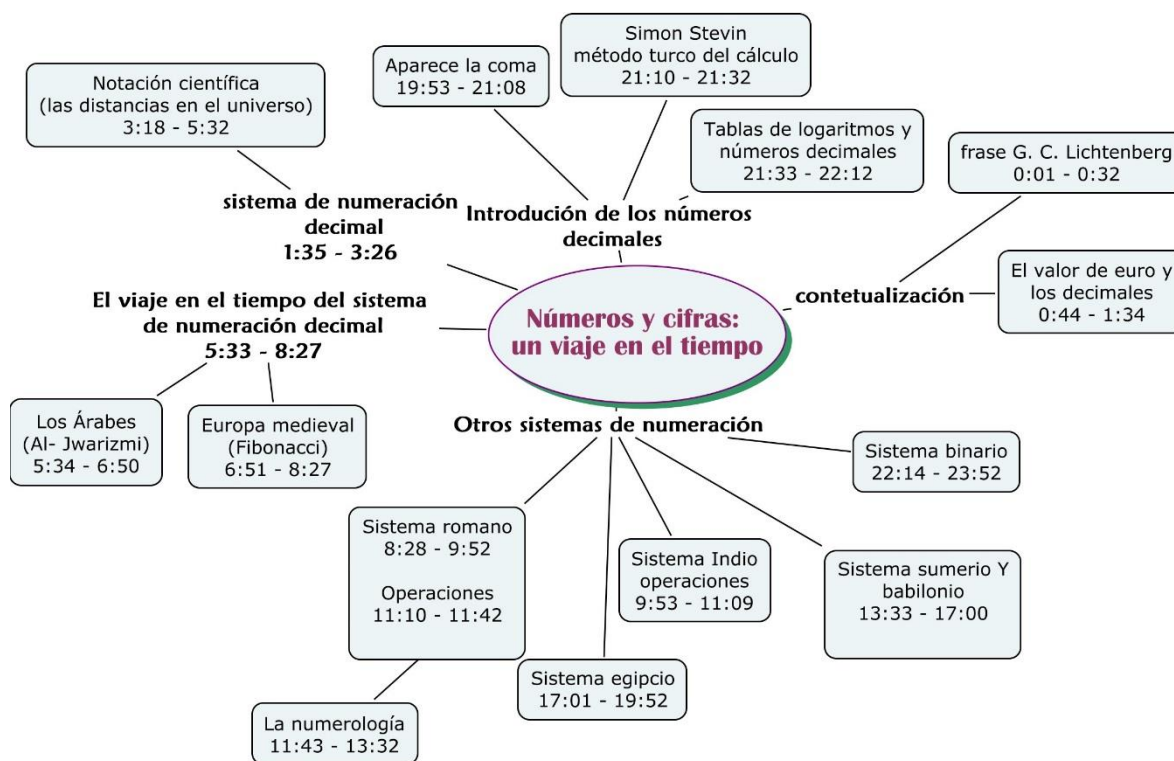 Simon Stevin
método turco del cálculo
21:10 - 21:32
Aparece la coma
19:53 - 21:08
Notación científica
(las distancias en el universo)
3:18 - 5:32
Tablas de logaritmos y
números decimales
21:33 - 22:12
frase G. C. Lichtenberg
0:01 - 0:32
sistema de numeración
decimal
1:35 - 3:26
Introdución de los números
decimales
El valor de euro y
los decimales
0:44 - 1:34
contetualización
El viaje en el tiempo del sistema
de numeración decimal
5:33 - 8:27
Números y cifras:
un viaje en el tiempo
Los Árabes
(Al- Jwarizmi)
5:34 - 6:50
Europa medieval
(Fibonacci)
6:51 - 8:27
Otros sistemas de numeración
Sistema binario
22:14 - 23:52
Sistema romano
8:28 - 9:52
Operaciones
11:10 - 11:42
Sistema Indio
operaciones
9:53 - 11:09
Sistema sumerio Y
babilonio
13:33 - 17:00
Sistema egipcio
17:01 - 19:52
La numerología
11:43 - 13:32